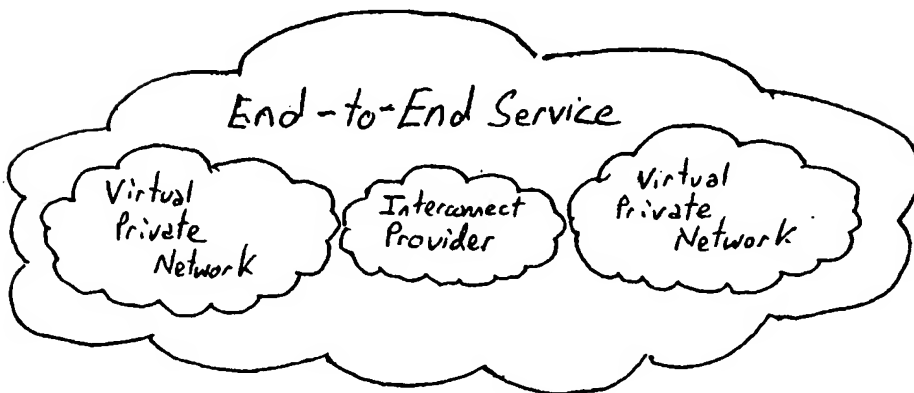 End-to-End Service
Virtual
Private
Network
Interconnect
Provider
Virtual
Private
Network